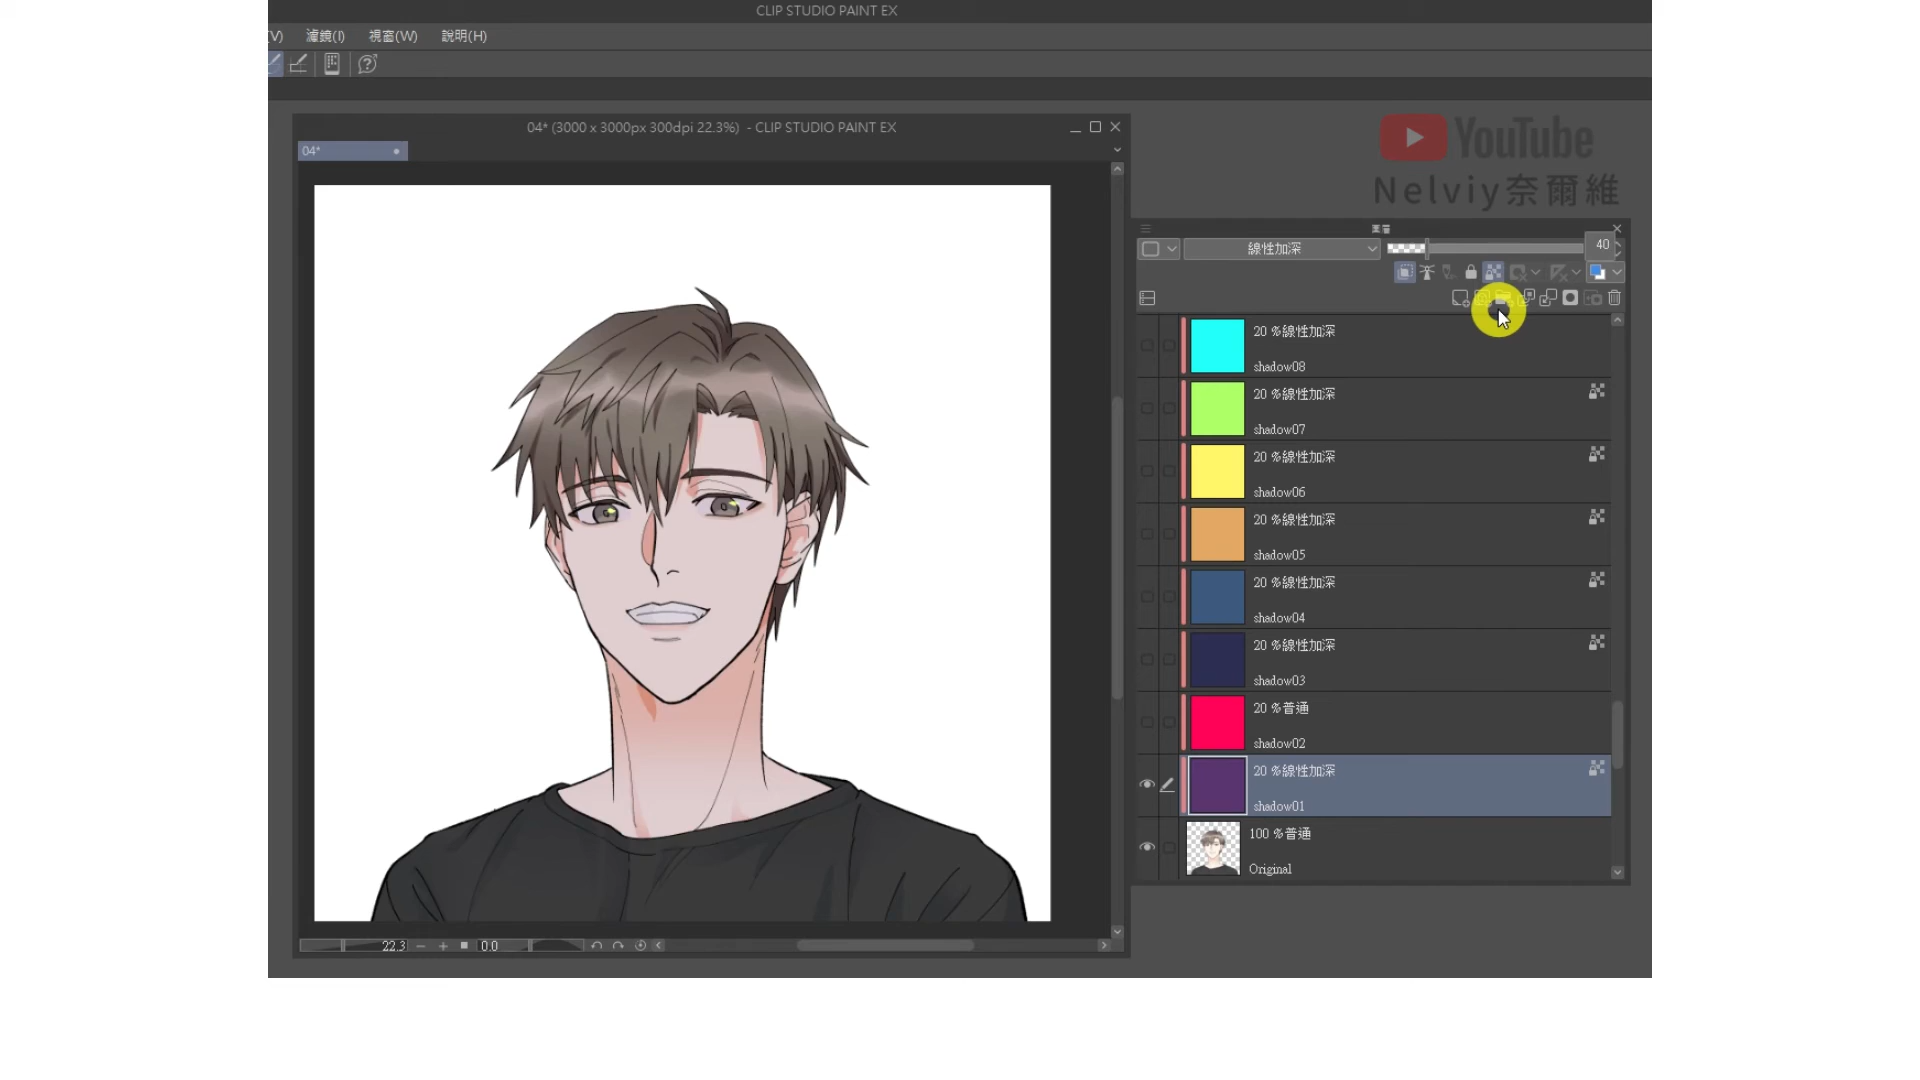 CLIP STUDIO PAINT EX
(V) 濾鏡(I) 視窗(W) 說明(H)
04* (3000 x 3000px 300dpi 22.3%) - CLIP STUDIO PAINT EX
04*
YouTube
Nelviy奈爾維
圖層
線性加深 40
20 %線性加深
shadow08
20 %線性加深
shadow07
20 %線性加深
shadow06
20 %線性加深
shadow05
20 %線性加深
shadow04
20 %線性加深
shadow03
20 %普通
shadow02
20 %線性加深
shadow01
100 %普通
Original
22.3 0.0